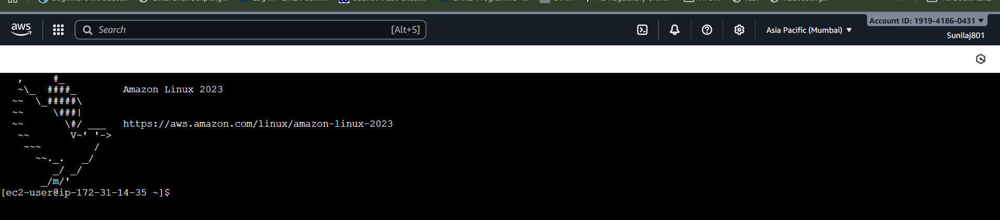 aws
Search
[Alt+S]
Asia Pacific (Mumbai) ▼
Account ID: 1919-4186-0431 ▼
Sunilaj801
   ,     #_
   ~\_  ####_        Amazon Linux 2023
  ~~  \_#####\
  ~~     \###|
  ~~       \#/ ___   https://aws.amazon.com/linux/amazon-linux-2023
   ~~       V~' '->
    ~~~         /
      ~~._.   _/
         _/ _/
       _/m/'
[ec2-user@ip-172-31-14-35 ~]$